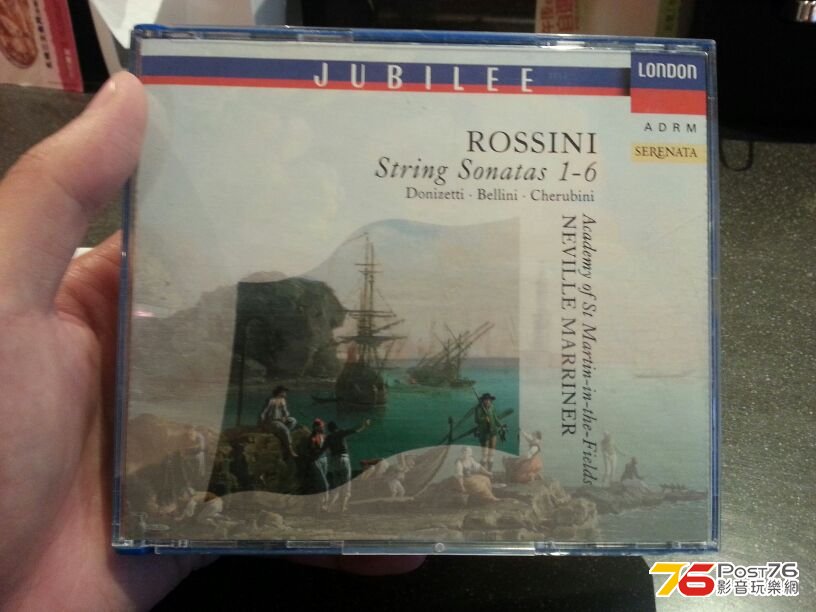 JUBILEE
LONDON
ADRM
SERENATA
ROSSINI
String Sonatas 1-6
Donizetti · Bellini · Cherubini
Academy of St Martin-in-the-Fields
NEVILLE MARRINER
76 Post76
影音玩樂網